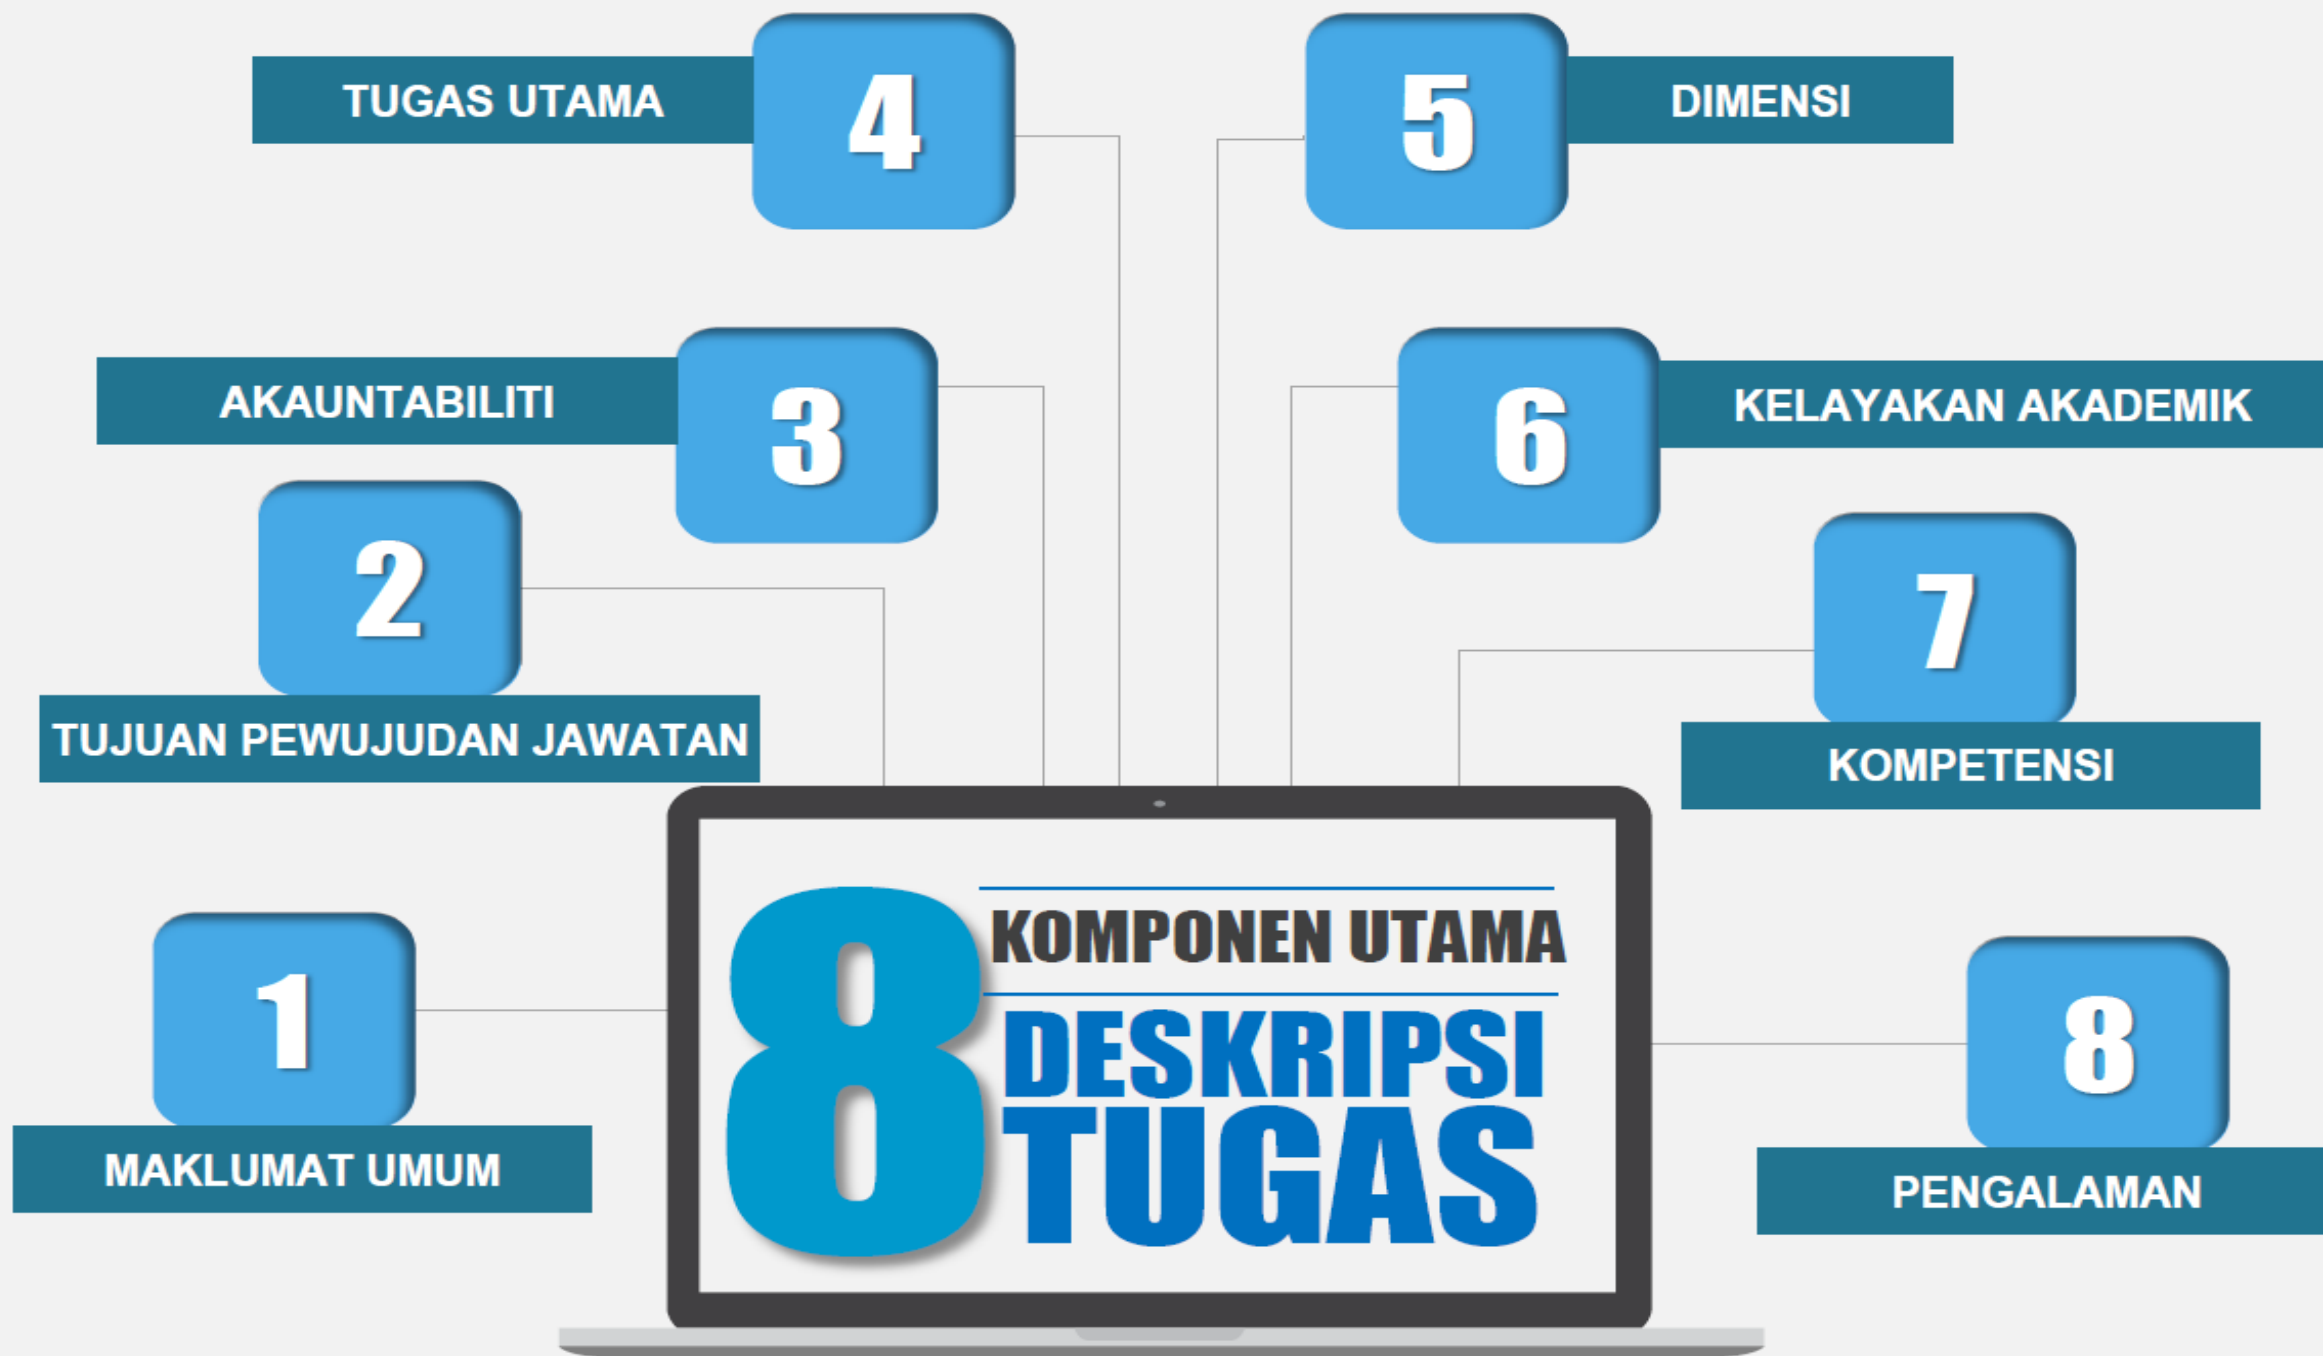 4
TUGAS UTAMA
5
DIMENSI
3
AKAUNTABILITI
6
KELAYAKAN AKADEMIK
2
TUJUAN PEWUJUDAN JAWATAN
7
KOMPETENSI
1
MAKLUMAT UMUM
8
KOMPONEN UTAMA
DESKRIPSI
TUGAS
8
PENGALAMAN